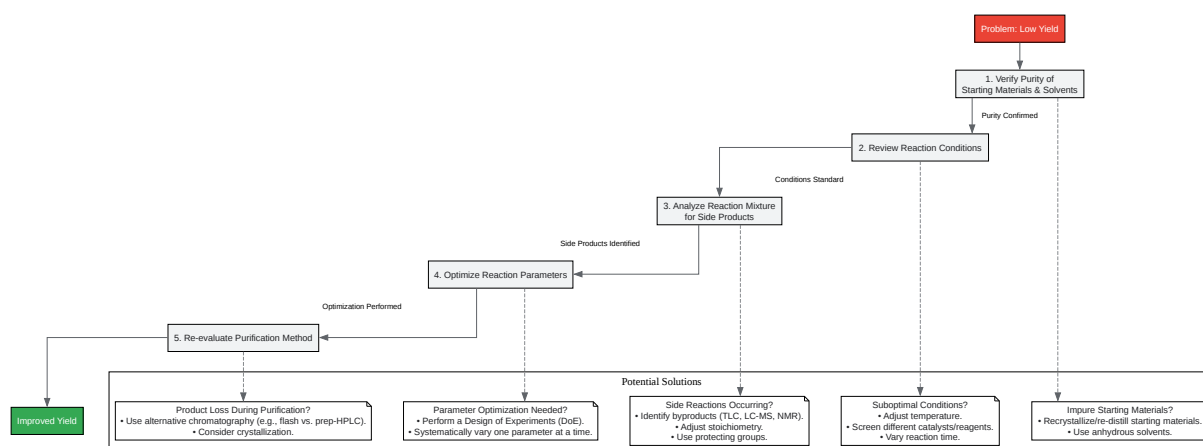 Problem: Low Yield
1. Verify Purity of
Starting Materials & Solvents
Purity Confirmed
2. Review Reaction Conditions
Conditions Standard
3. Analyze Reaction Mixture
for Side Products
Side Products Identified
4. Optimize Reaction Parameters
Optimization Performed
5. Re-evaluate Purification Method
Improved Yield
Potential Solutions
Product Loss During Purification?
• Use alternative chromatography (e.g., flash vs. prep-HPLC).
• Consider crystallization.
Parameter Optimization Needed?
• Perform a Design of Experiments (DoE).
• Systematically vary one parameter at a time.
Side Reactions Occurring?
• Identify byproducts (TLC, LC-MS, NMR).
• Adjust stoichiometry.
• Use protecting groups.
Suboptimal Conditions?
• Adjust temperature.
• Screen different catalysts/reagents.
• Vary reaction time.
Impure Starting Materials?
• Recrystallize/re-distill starting materials.
• Use anhydrous solvents.